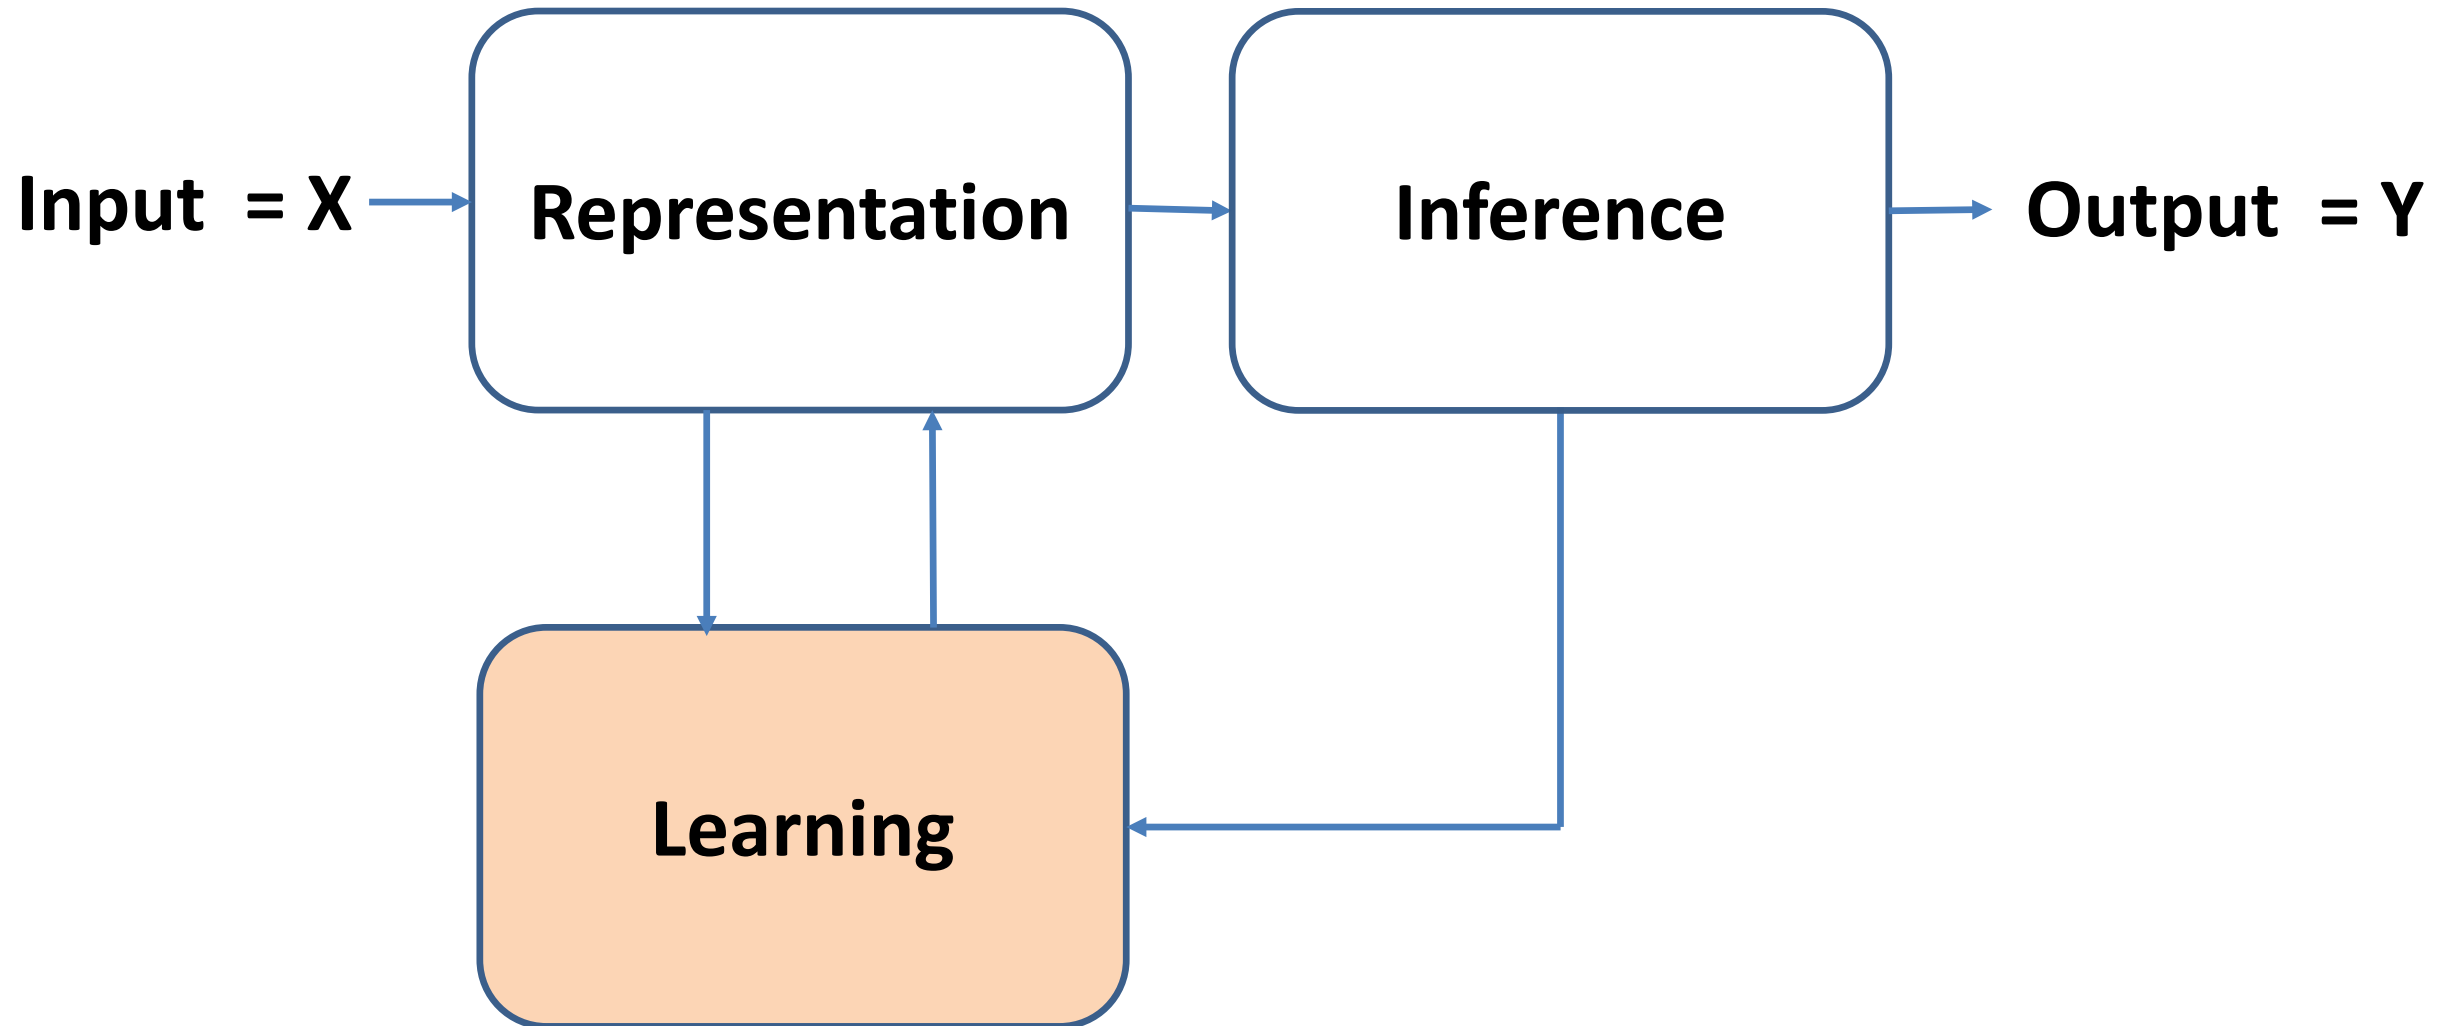 Input = X
Representation
Inference
Output = Y
Learning